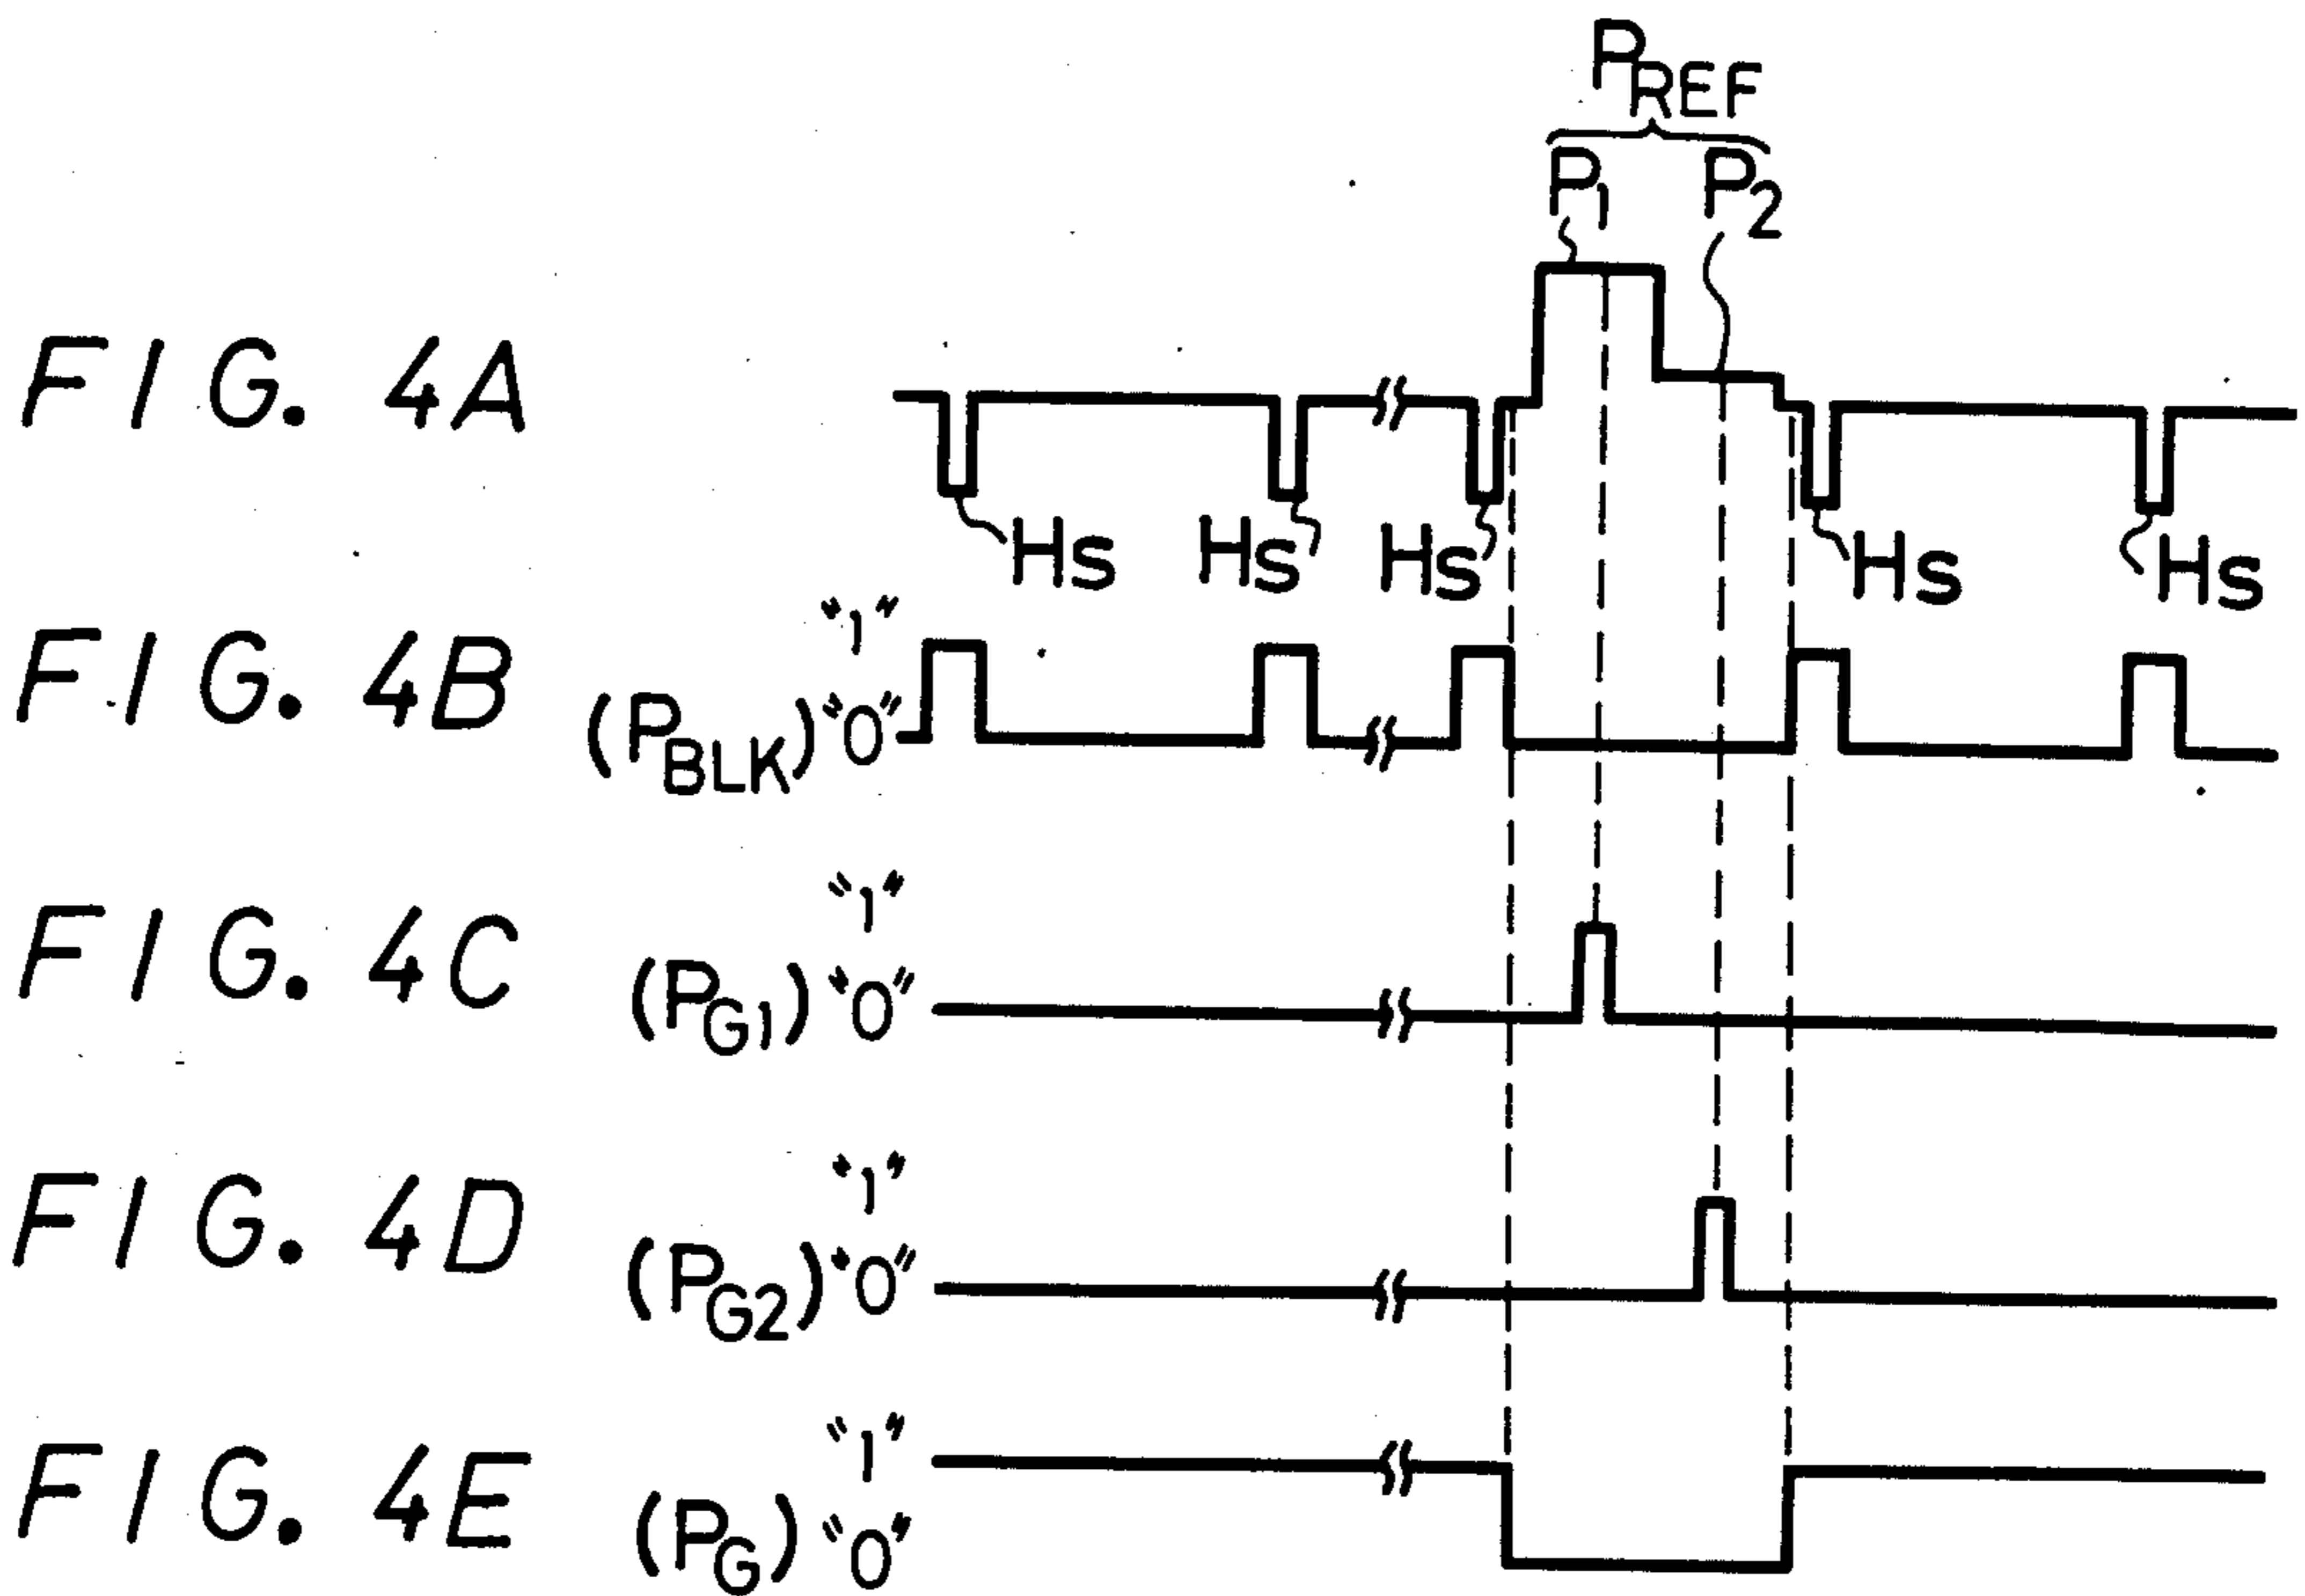 PREF
P1 P2
FIG. 4A
Hs Hs Hs Hs Hs
FIG. 4B (PBLK) "1" "0"
FIG. 4C (PG1) "1" "0"
FIG. 4D (PG2) "1" "0"
FIG. 4E (PG) "1" "0"